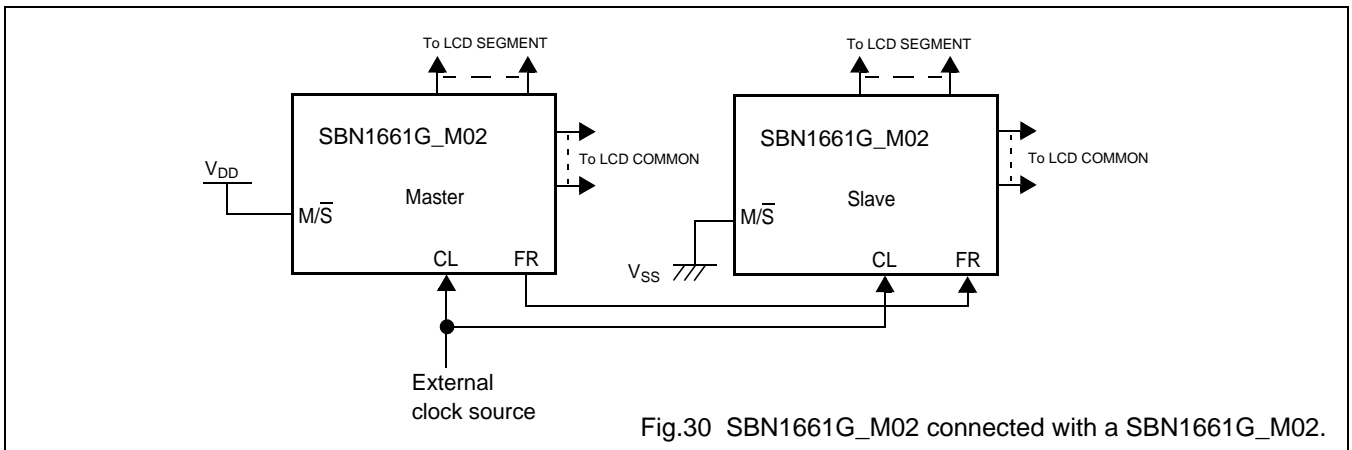 To LCD SEGMENT
SBN1661G_M02
To LCD COMMON
Master
VDD
M/S̅
CL FR
To LCD SEGMENT
SBN1661G_M02
To LCD COMMON
Slave
M/S̅
VSS
CL FR
External
clock source
Fig.30 SBN1661G_M02 connected with a SBN1661G_M02.